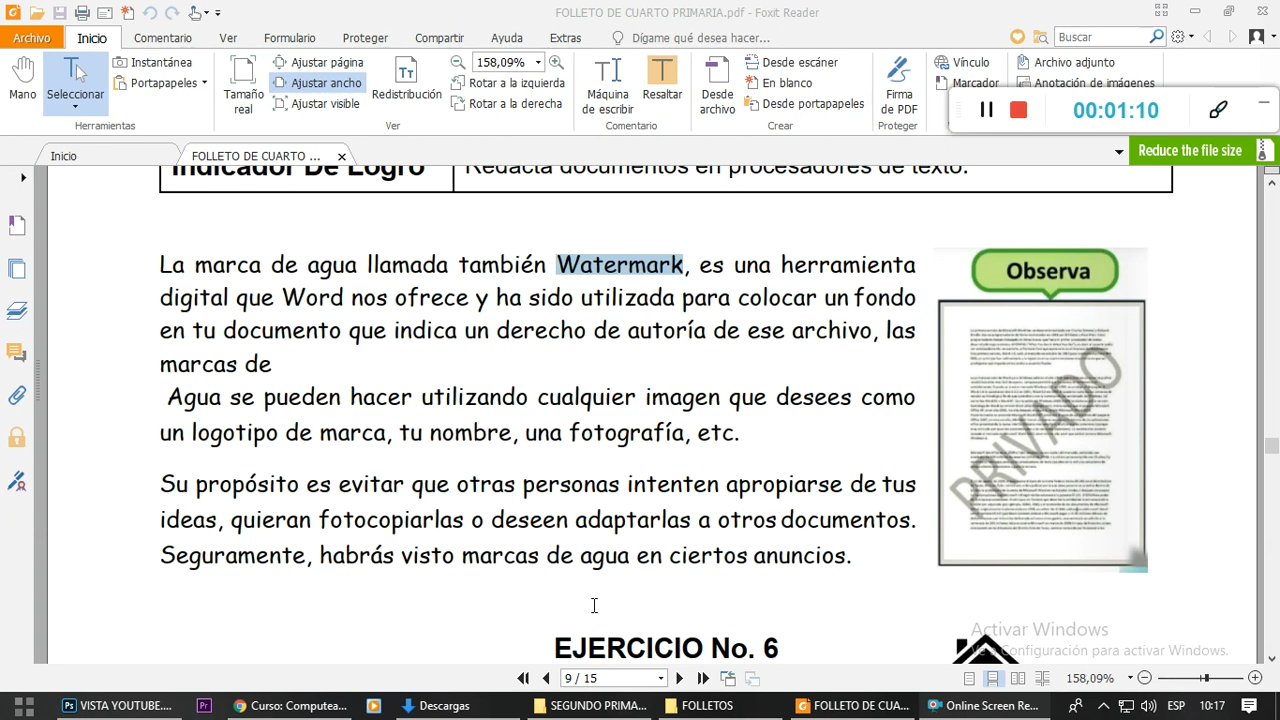 FOLLETO DE CUARTO PRIMARIA.pdf - Foxit Reader
Archivo Inicio Comentario Ver Formulario Proteger Compartir Ayuda Extras Dígame qué desea hacer... Buscar
Mano
Seleccionar
Instantánea
Portapapeles
Herramientas
Tamaño real
Ajustar página
Ajustar ancho
Ajustar visible
Redistribución
158,09%
Rotar a la izquierda
Rotar a la derecha
Ver
Máquina de escribir
Resaltar
Comentario
Desde archivo
Desde escáner
En blanco
Desde portapapeles
Crear
Firma de PDF
Proteger
Vínculo
Marcador
Archivo adjunto
Anotación de imágenes
00:01:10
Inicio
FOLLETO DE CUARTO ...
Reduce the file size
Indicador De Logro Redacta documentos en procesadores de texto.
La marca de agua llamada también Watermark, es una herramienta
digital que Word nos ofrece y ha sido utilizada para colocar un fondo
en tu documento que indica un derecho de autoría de ese archivo, las
marcas de
Agua se pueden hacer utilizando cualquier imagen que desees como
un logotipo de marca, tu nombre, una fotografía, etc.
Su propósito es evitar que otras personas intenten apropiarse de tus
ideas, quieran fotocopiarlas o deseen adaptarlas a otros documentos.
Seguramente, habrás visto marcas de agua en ciertos anuncios.
Observa
PRIVADO
EJERCICIO No. 6
Activar Windows
Ve a Configuración para activar Windows.
9 / 15
158,09%
VISTA YOUTUBE....
Curso: Computea...
Descargas
SEGUNDO PRIMA...
FOLLETOS
FOLLETO DE CUA...
Online Screen Re...
ESP 10:17